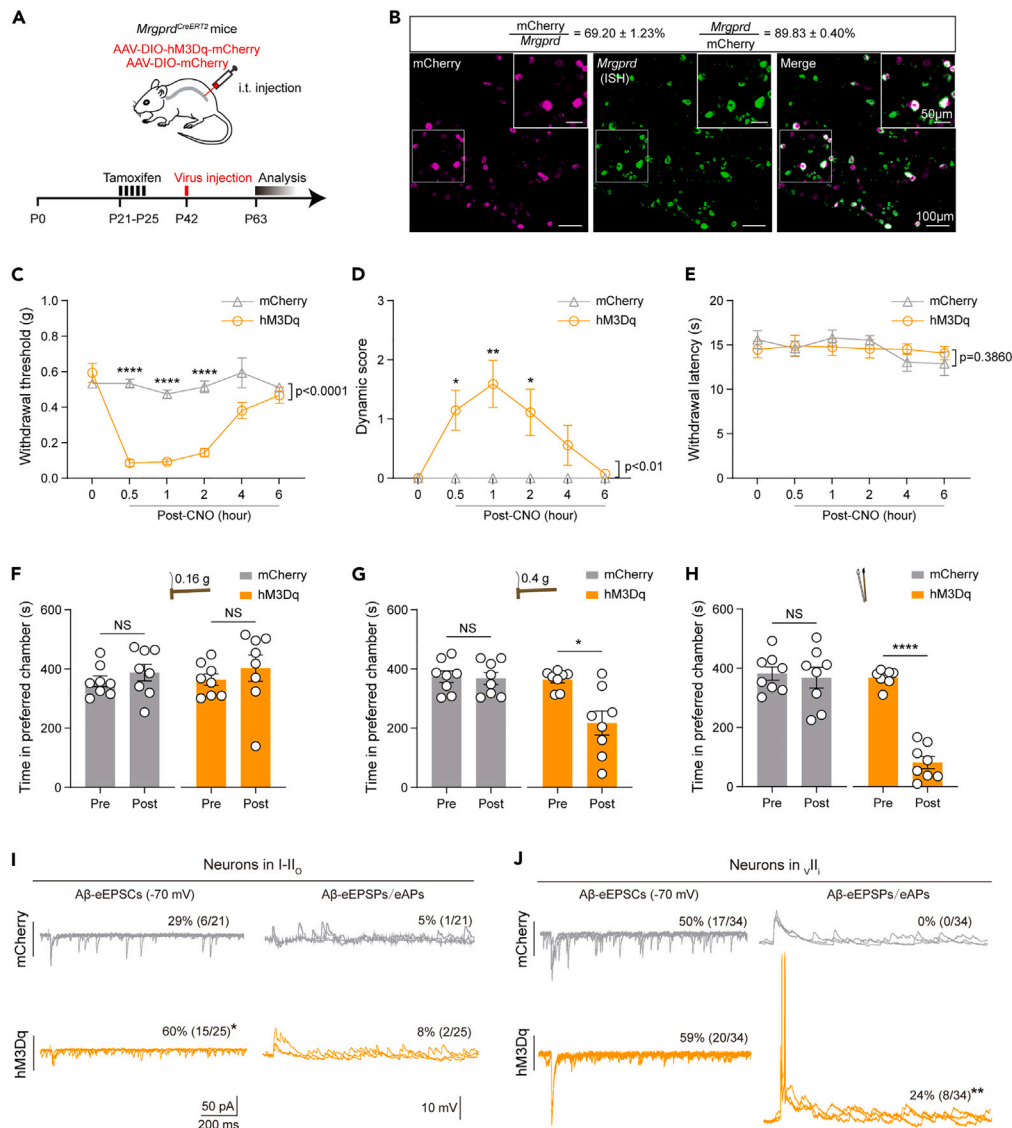 A
Mrgprd^CreERT2 mice
AAV-DIO-hM3Dq-mCherry
AAV-DIO-mCherry
i.t. injection
Tamoxifen
Virus injection
Analysis
P0
P21-P25
P42
P63
B
mCherry / Mrgprd = 69.20 ± 1.23%
Mrgprd / mCherry = 89.83 ± 0.40%
mCherry
Mrgprd
(ISH)
Merge
50μm
100μm
C
mCherry
hM3Dq
Withdrawal threshold (g)
1.0
0.8
0.6
0.4
0.2
0
****
****
****
p<0.0001
0
0.5
1
2
4
6
Post-CNO (hour)
D
mCherry
hM3Dq
Dynamic score
3
2
1
0
*
**
*
p<0.01
0
0.5
1
2
4
6
Post-CNO (hour)
E
mCherry
hM3Dq
Withdrawal latency (s)
20
15
10
5
0
p=0.3860
0
0.5
1
2
4
6
Post-CNO (hour)
F
0.16 g
mCherry
hM3Dq
Time in preferred chamber (s)
600
400
200
0
NS
NS
Pre
Post
Pre
Post
G
0.4 g
mCherry
hM3Dq
Time in preferred chamber (s)
600
400
200
0
NS
*
Pre
Post
Pre
Post
H
mCherry
hM3Dq
Time in preferred chamber (s)
600
400
200
0
NS
****
Pre
Post
Pre
Post
I
Neurons in I-IIo
Aβ-eEPSCs (-70 mV)
Aβ-eEPSPs/eAPs
mCherry
29% (6/21)
5% (1/21)
hM3Dq
60% (15/25)*
8% (2/25)
50 pA
200 ms
10 mV
J
Neurons in vIIi
Aβ-eEPSCs (-70 mV)
Aβ-eEPSPs/eAPs
mCherry
50% (17/34)
0% (0/34)
hM3Dq
59% (20/34)
24% (8/34)**